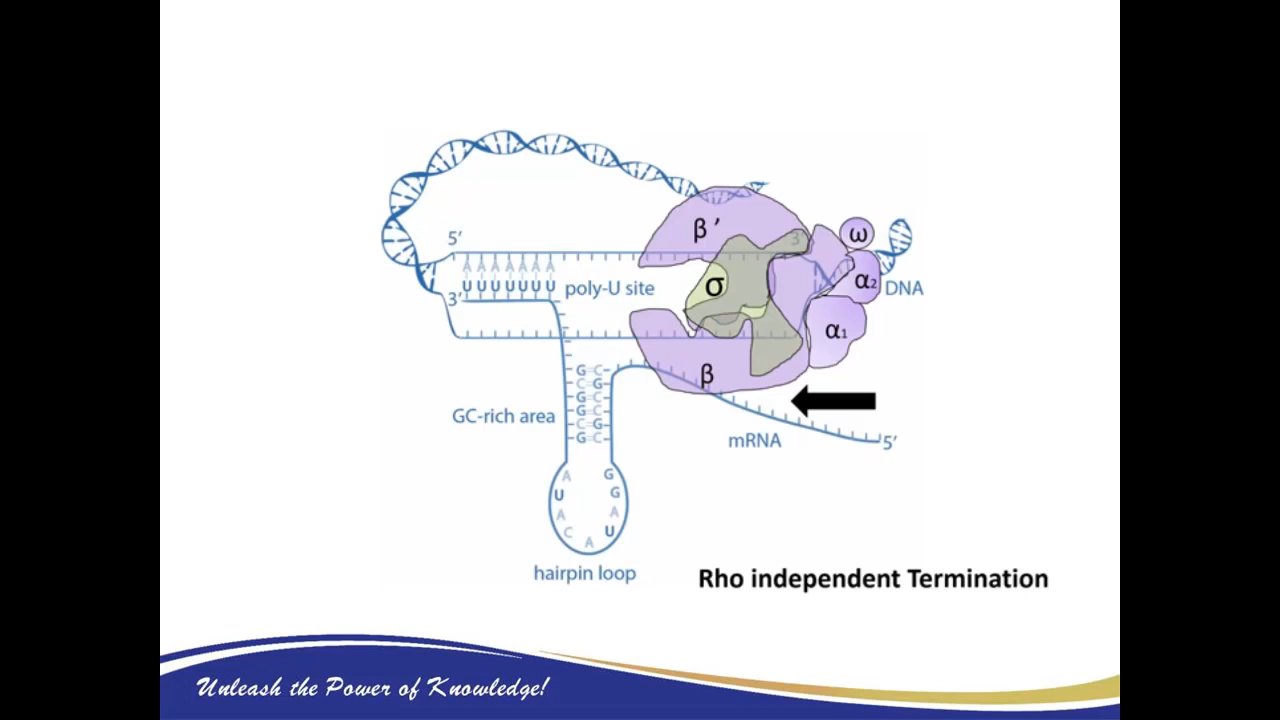 β ′
ω
5′
3′
A A A A A A A
σ
α2
U U U U U U U
poly-U site
DNA
3′
α1
G C
C G
G C
G C
C G
G C
β
GC-rich area
mRNA
5′
A
U
A
C
A
U
A
G
G
hairpin loop
Rho independent Termination
Unleash the Power of Knowledge!